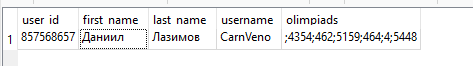 user id first name last name username olimpiads
1 857568657 Даниил Лазимов CarnVeno ;4354;462;5159;464;4;5448